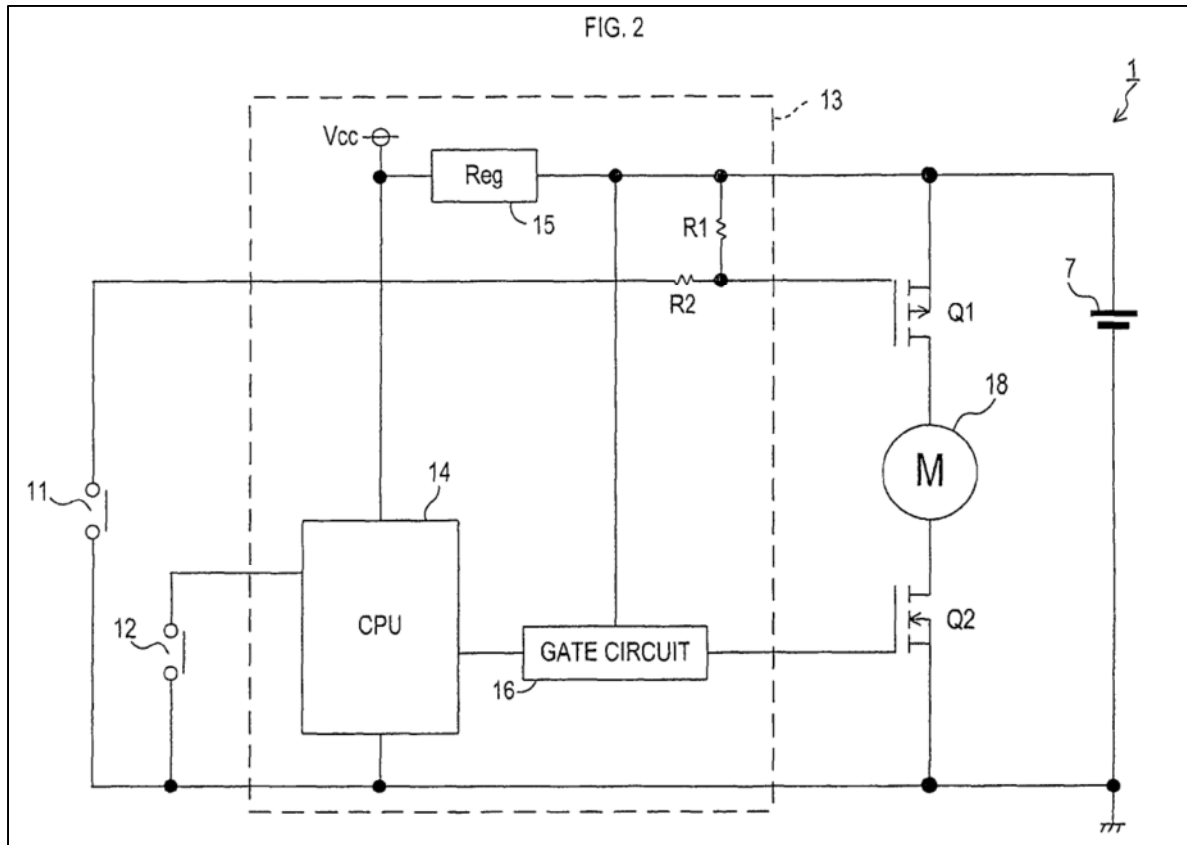 FIG. 2
1
13
Vcc
Reg
15
R1
R2
7
Q1
18
M
11
14
CPU
12
GATE CIRCUIT
16
Q2